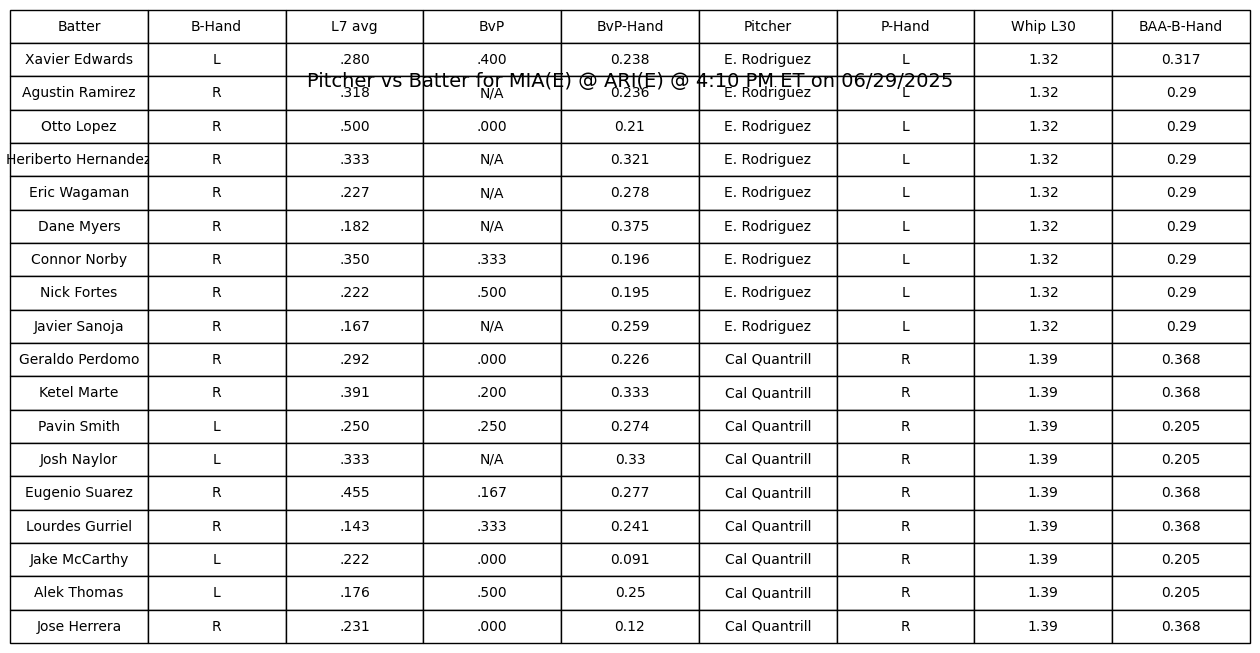 Batter B-Hand L7 avg BvP BvP-Hand Pitcher P-Hand Whip L30 BAA-B-Hand
Xavier Edwards L .280 .400 0.238 E. Rodriguez L 1.32 0.317
Pitcher vs Batter for MIA(E) @ ARI(E) @ 4:10 PM ET on 06/29/2025
Agustin Ramirez R .318 N/A 0.236 E. Rodriguez L 1.32 0.29
Otto Lopez R .500 .000 0.21 E. Rodriguez L 1.32 0.29
Heriberto Hernandez R .333 N/A 0.321 E. Rodriguez L 1.32 0.29
Eric Wagaman R .227 N/A 0.278 E. Rodriguez L 1.32 0.29
Dane Myers R .182 N/A 0.375 E. Rodriguez L 1.32 0.29
Connor Norby R .350 .333 0.196 E. Rodriguez L 1.32 0.29
Nick Fortes R .222 .500 0.195 E. Rodriguez L 1.32 0.29
Javier Sanoja R .167 N/A 0.259 E. Rodriguez L 1.32 0.29
Geraldo Perdomo R .292 .000 0.226 Cal Quantrill R 1.39 0.368
Ketel Marte R .391 .200 0.333 Cal Quantrill R 1.39 0.368
Pavin Smith L .250 .250 0.274 Cal Quantrill R 1.39 0.205
Josh Naylor L .333 N/A 0.33 Cal Quantrill R 1.39 0.205
Eugenio Suarez R .455 .167 0.277 Cal Quantrill R 1.39 0.368
Lourdes Gurriel R .143 .333 0.241 Cal Quantrill R 1.39 0.368
Jake McCarthy L .222 .000 0.091 Cal Quantrill R 1.39 0.205
Alek Thomas L .176 .500 0.25 Cal Quantrill R 1.39 0.205
Jose Herrera R .231 .000 0.12 Cal Quantrill R 1.39 0.368